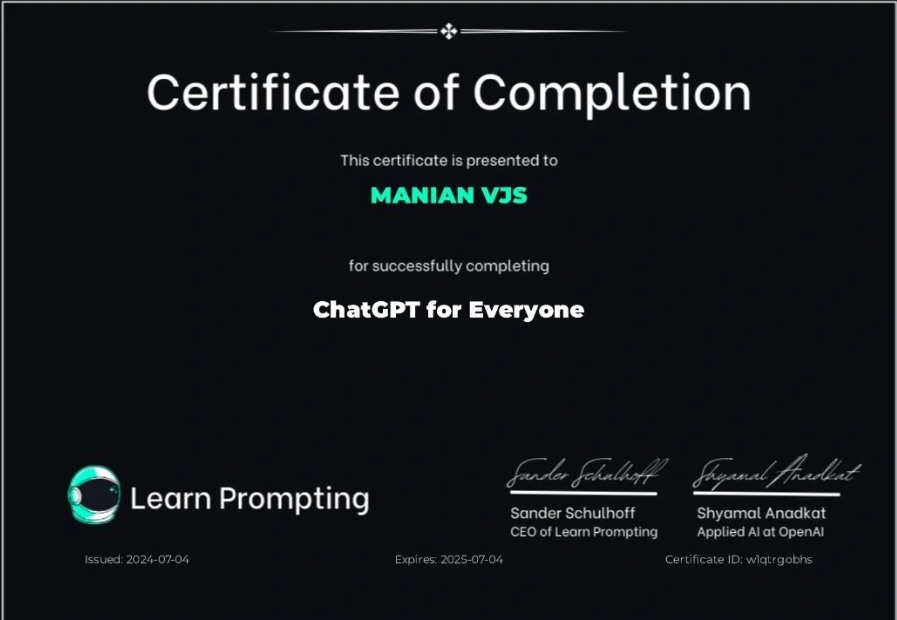 Certificate of Completion
This certificate is presented to
MANIAN VJS
for successfully completing
ChatGPT for Everyone
Learn Prompting
Sander Schulhoff
Shyamal Anadkat
Sander Schulhoff
Shyamal Anadkat
CEO of Learn Prompting
Applied AI at OpenAI
Issued: 2024-07-04
Expires: 2025-07-04
Certificate ID: w1qtrgobhs